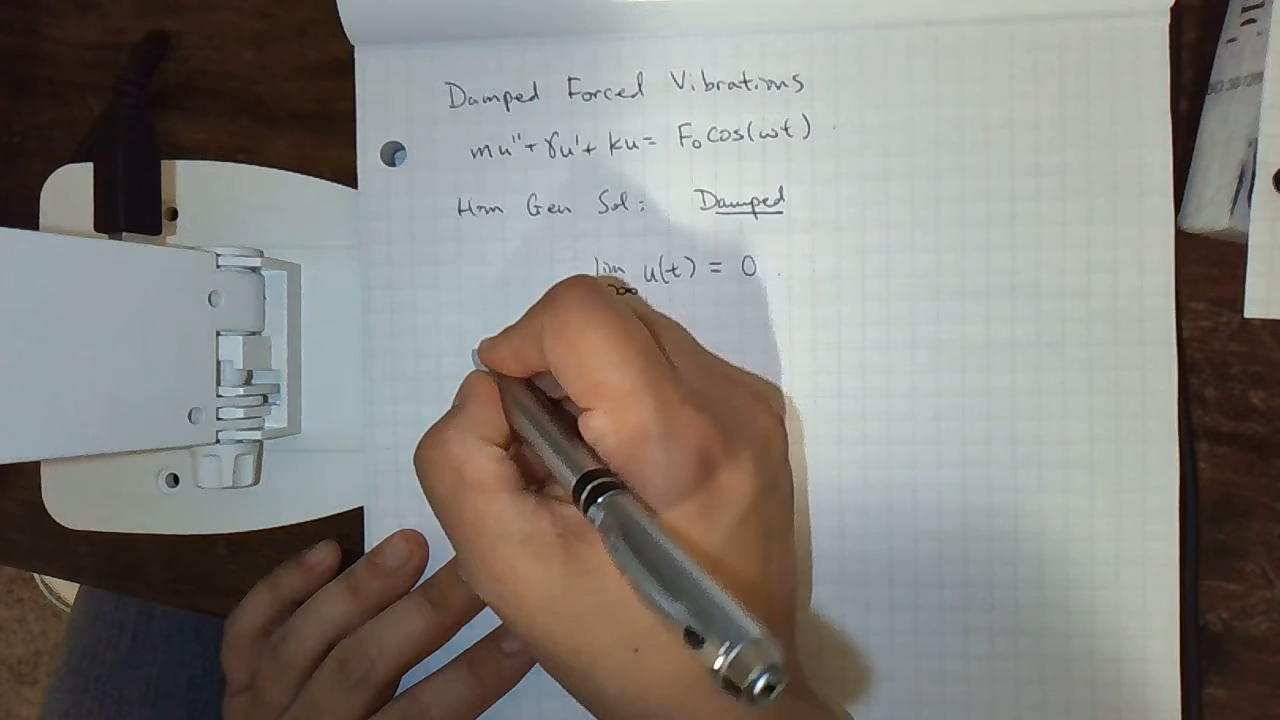 Damped Forced Vibrations
mu'' + γu' + ku = F₀cos(ωt)
Hom Gen Sol: Damped
lim u(t) = 0
∞